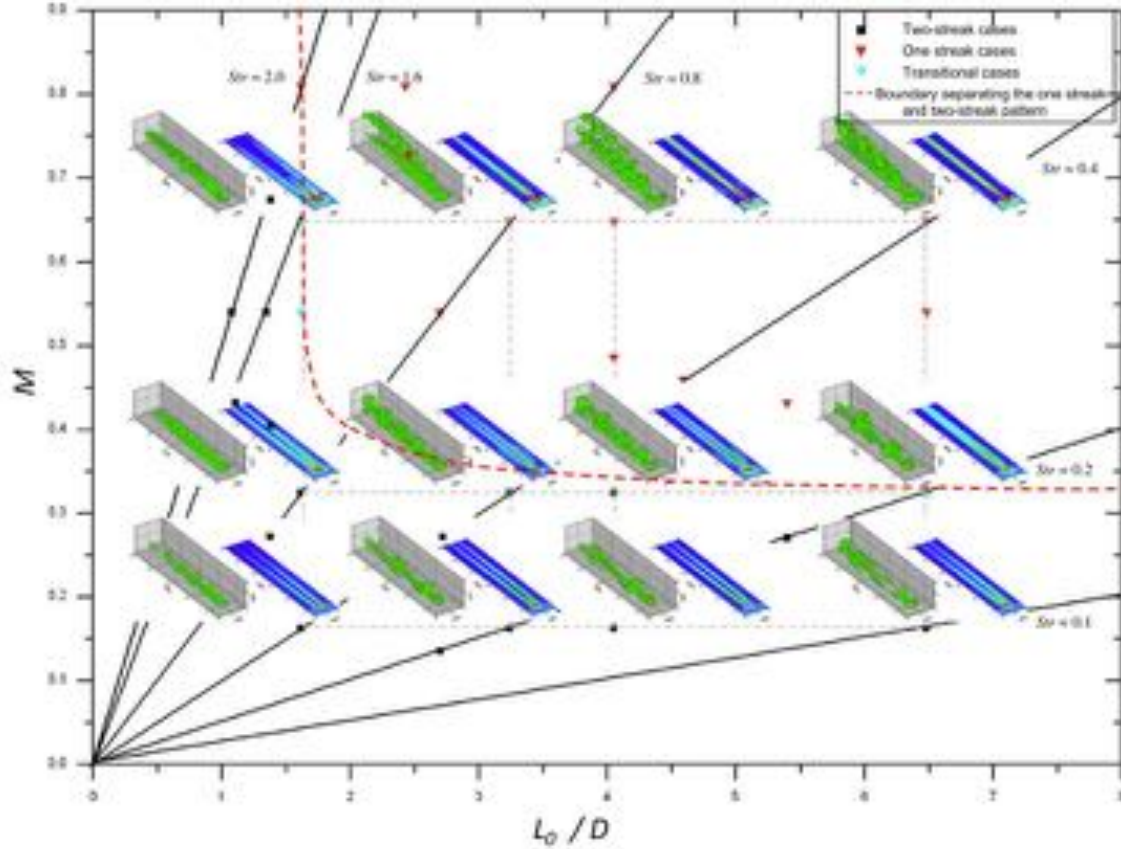 Two-streak cases
One streak cases
Transitional cases
Boundary separating the one streak
and two-streak pattern
Str = 2.0
Str = 1.6
Str = 0.8
Str = 0.4
Str = 0.2
Str = 0.1
0.8
0.7
0.6
0.5
0.4
0.3
0.2
0.1
0.0
M
0 1 2 3 4 5 6 7 8
L0 / D